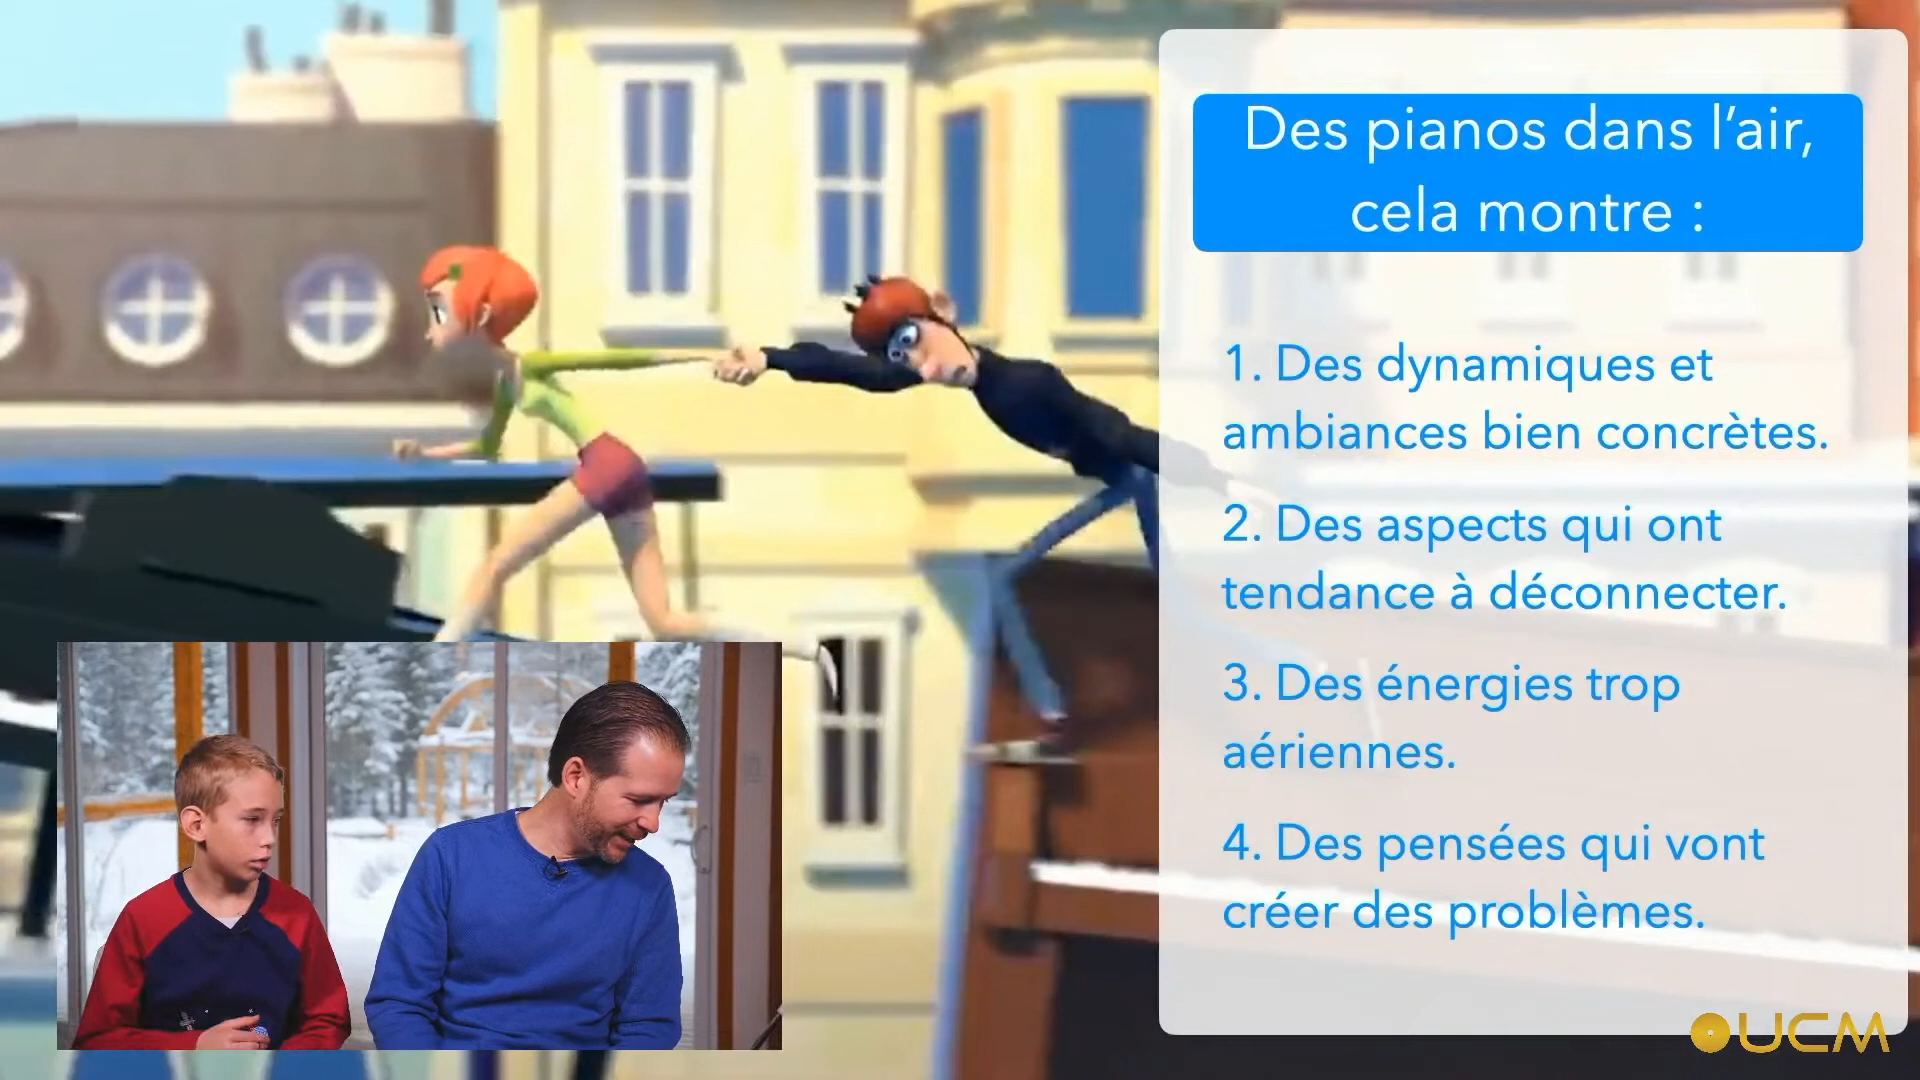 Des pianos dans l’air,
cela montre :
1. Des dynamiques et
ambiances bien concrètes.
2. Des aspects qui ont
tendance à déconnecter.
3. Des énergies trop
aériennes.
4. Des pensées qui vont
créer des problèmes.
UCM